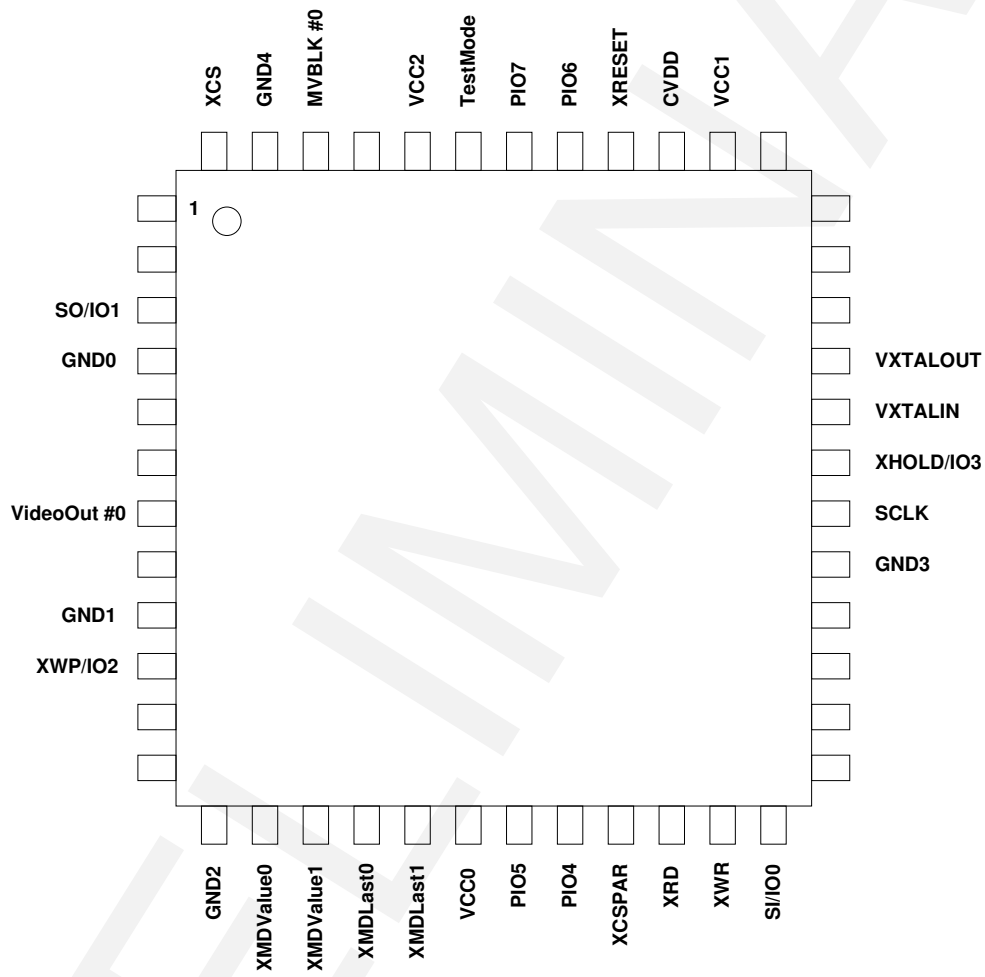 XCS
GND4
MVBLK #0
VCC2
TestMode
PIO7
PIO6
XRESET
CVDD
VCC1
1
SO/IO1
GND0
VideoOut #0
GND1
XWP/IO2
VXTALOUT
VXTALIN
XHOLD/IO3
SCLK
GND3
GND2
XMDValue0
XMDValue1
XMDLast0
XMDLast1
VCC0
PIO5
PIO4
XCSPAR
XRD
XWR
SI/IO0
ELIMINA